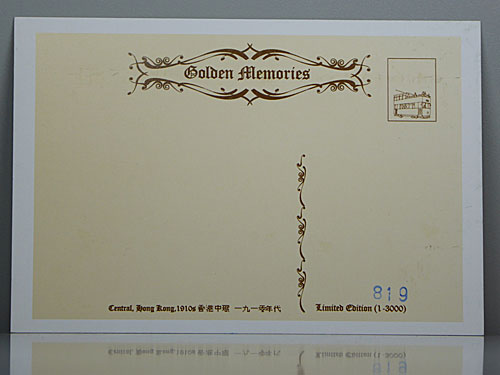 Golden Memories
819
Central, Hong Kong,1910s 香港中環 一九一零年代
Limited Edition (1-3000)